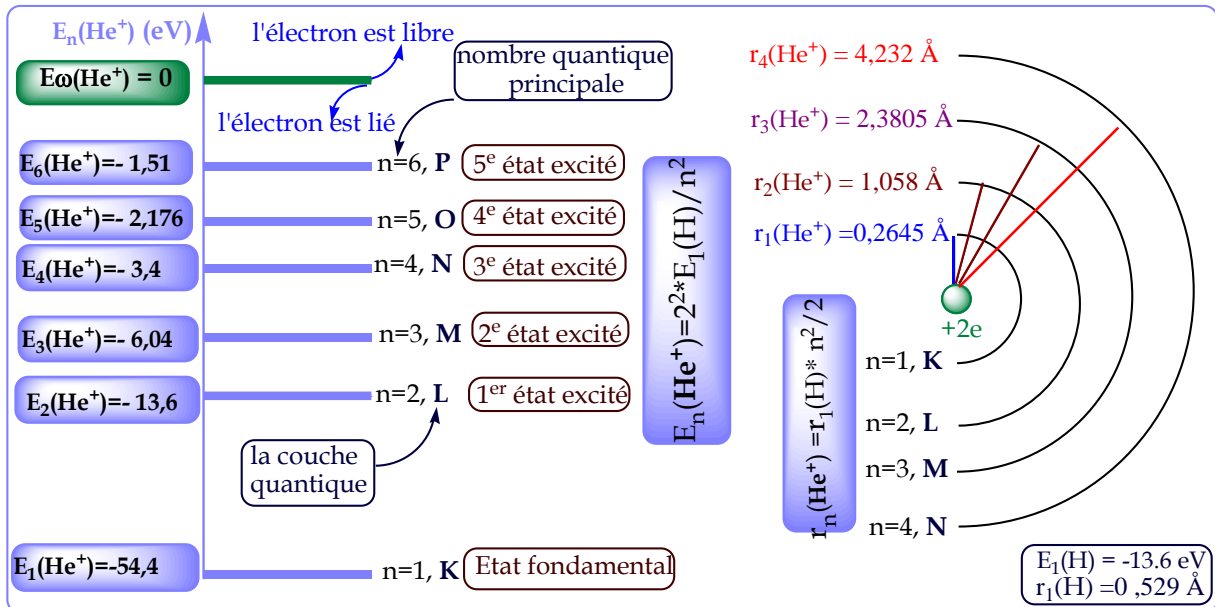 E_n(He⁺) (eV)
l'électron est libre
Eω(He⁺) = 0
l'électron est lié
nombre quantique
principale
E₆(He⁺)=- 1,51
n=6, P
5ᵉ état excité
E₅(He⁺)=- 2,176
n=5, O
4ᵉ état excité
E₄(He⁺)=- 3,4
n=4, N
3ᵉ état excité
E₃(He⁺)=- 6,04
n=3, M
2ᵉ état excité
E₂(He⁺)=- 13,6
n=2, L
1ᵉʳ état excité
la couche
quantique
E₁(He⁺)=-54,4
n=1, K
Etat fondamental
E_n(He⁺)=2²*E₁(H)/n²
r₄(He⁺) = 4,232 Å
r₃(He⁺) = 2,3805 Å
r₂(He⁺) = 1,058 Å
r₁(He⁺) =0,2645 Å
+2e
n=1, K
n=2, L
n=3, M
n=4, N
r_n(He⁺) =r₁(H)* n²/2
E₁(H) = -13.6 eV
r₁(H) =0 ,529 Å